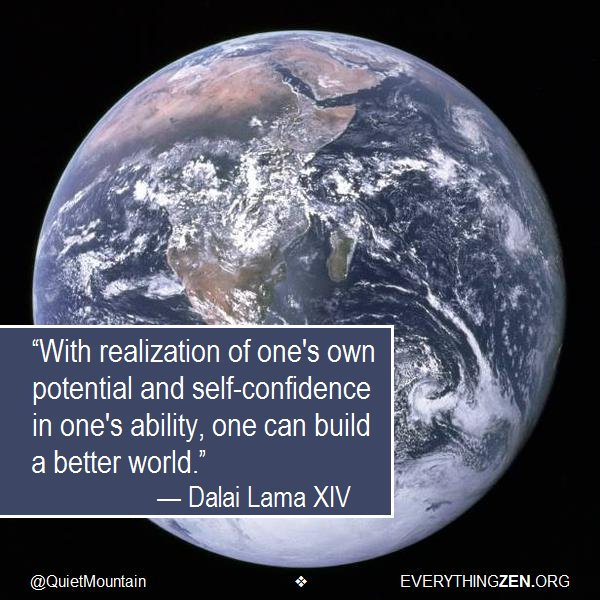 “With realization of one's own
potential and self-confidence
in one's ability, one can build
a better world.”
— Dalai Lama XIV
@QuietMountain ❖ EVERYTHINGZEN.ORG